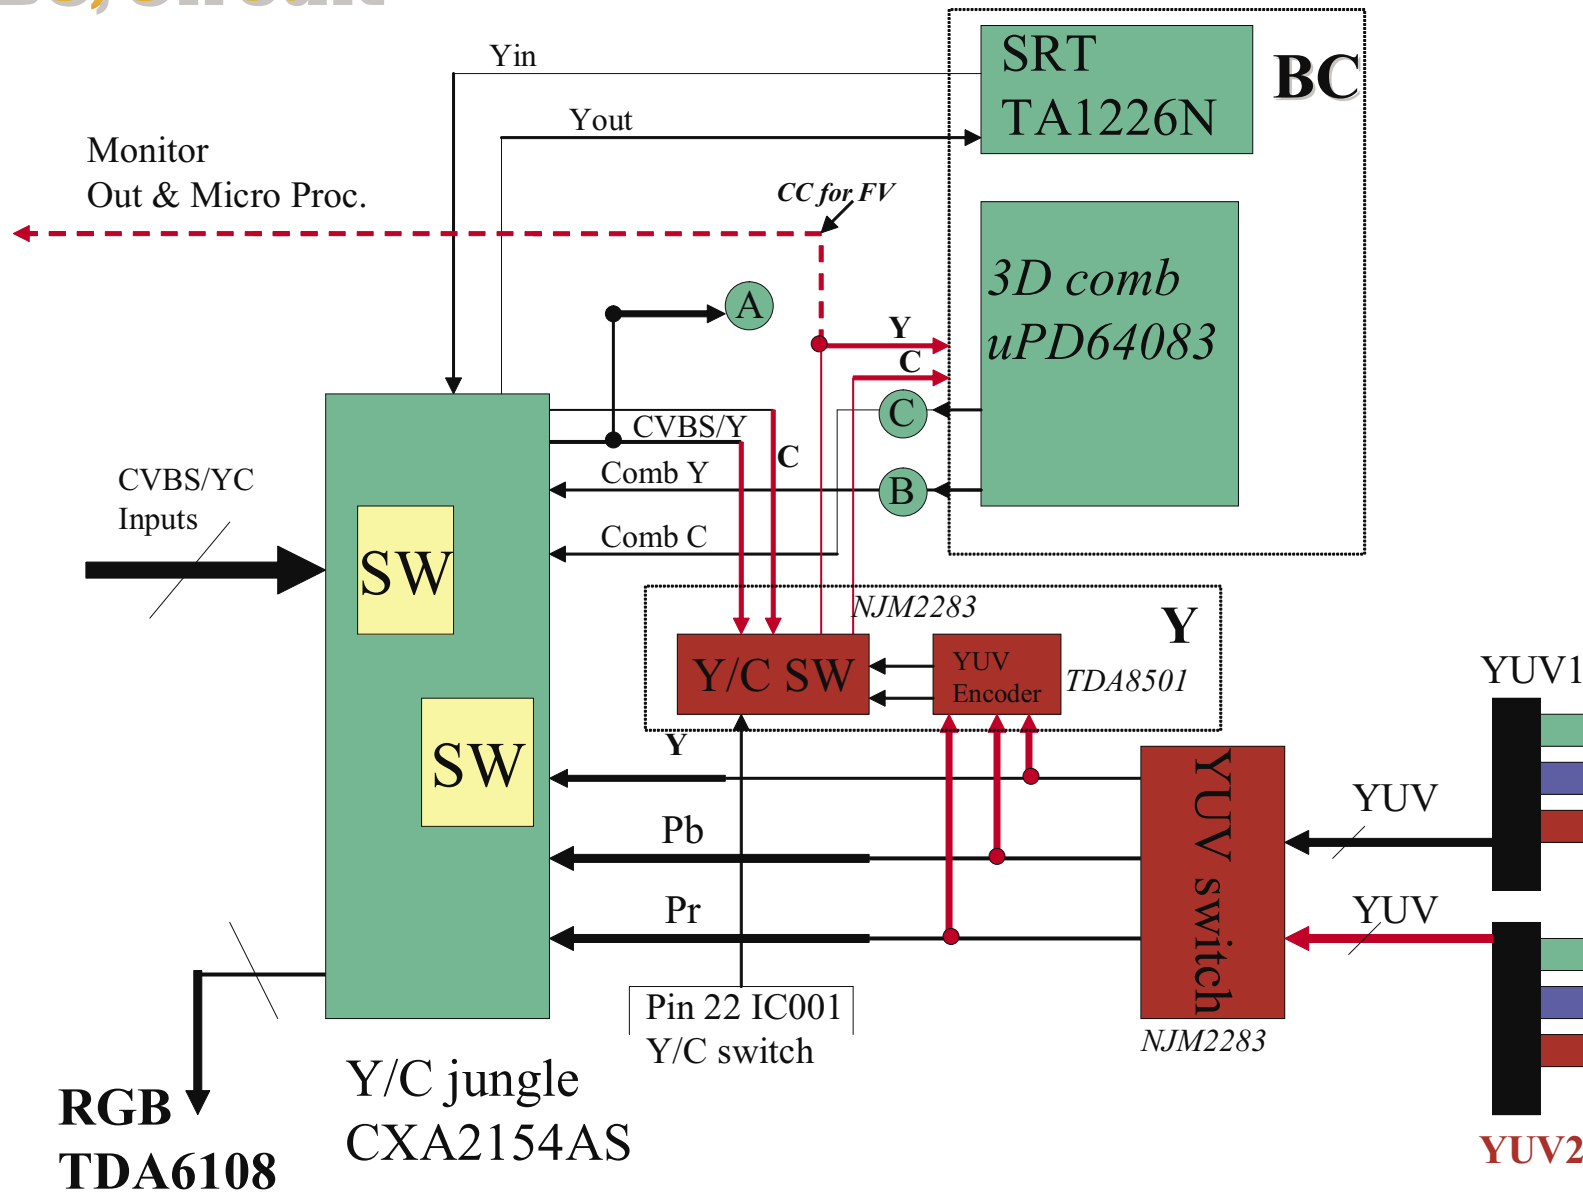 Yin
SRT
TA1226N
BC
Yout
Monitor
Out & Micro Proc.
CC for FV
3D comb
uPD64083
A
Y
C
C
CVBS/Y
C
Comb Y
B
CVBS/YC
Inputs
Comb C
SW
NJM2283
Y
Y/C SW
YUV
Encoder
TDA8501
YUV1
Y
SW
YUV switch
YUV
Pb
Pr
YUV
Pin 22 IC001
Y/C switch
NJM2283
Y/C jungle
CXA2154AS
RGB
TDA6108
YUV2